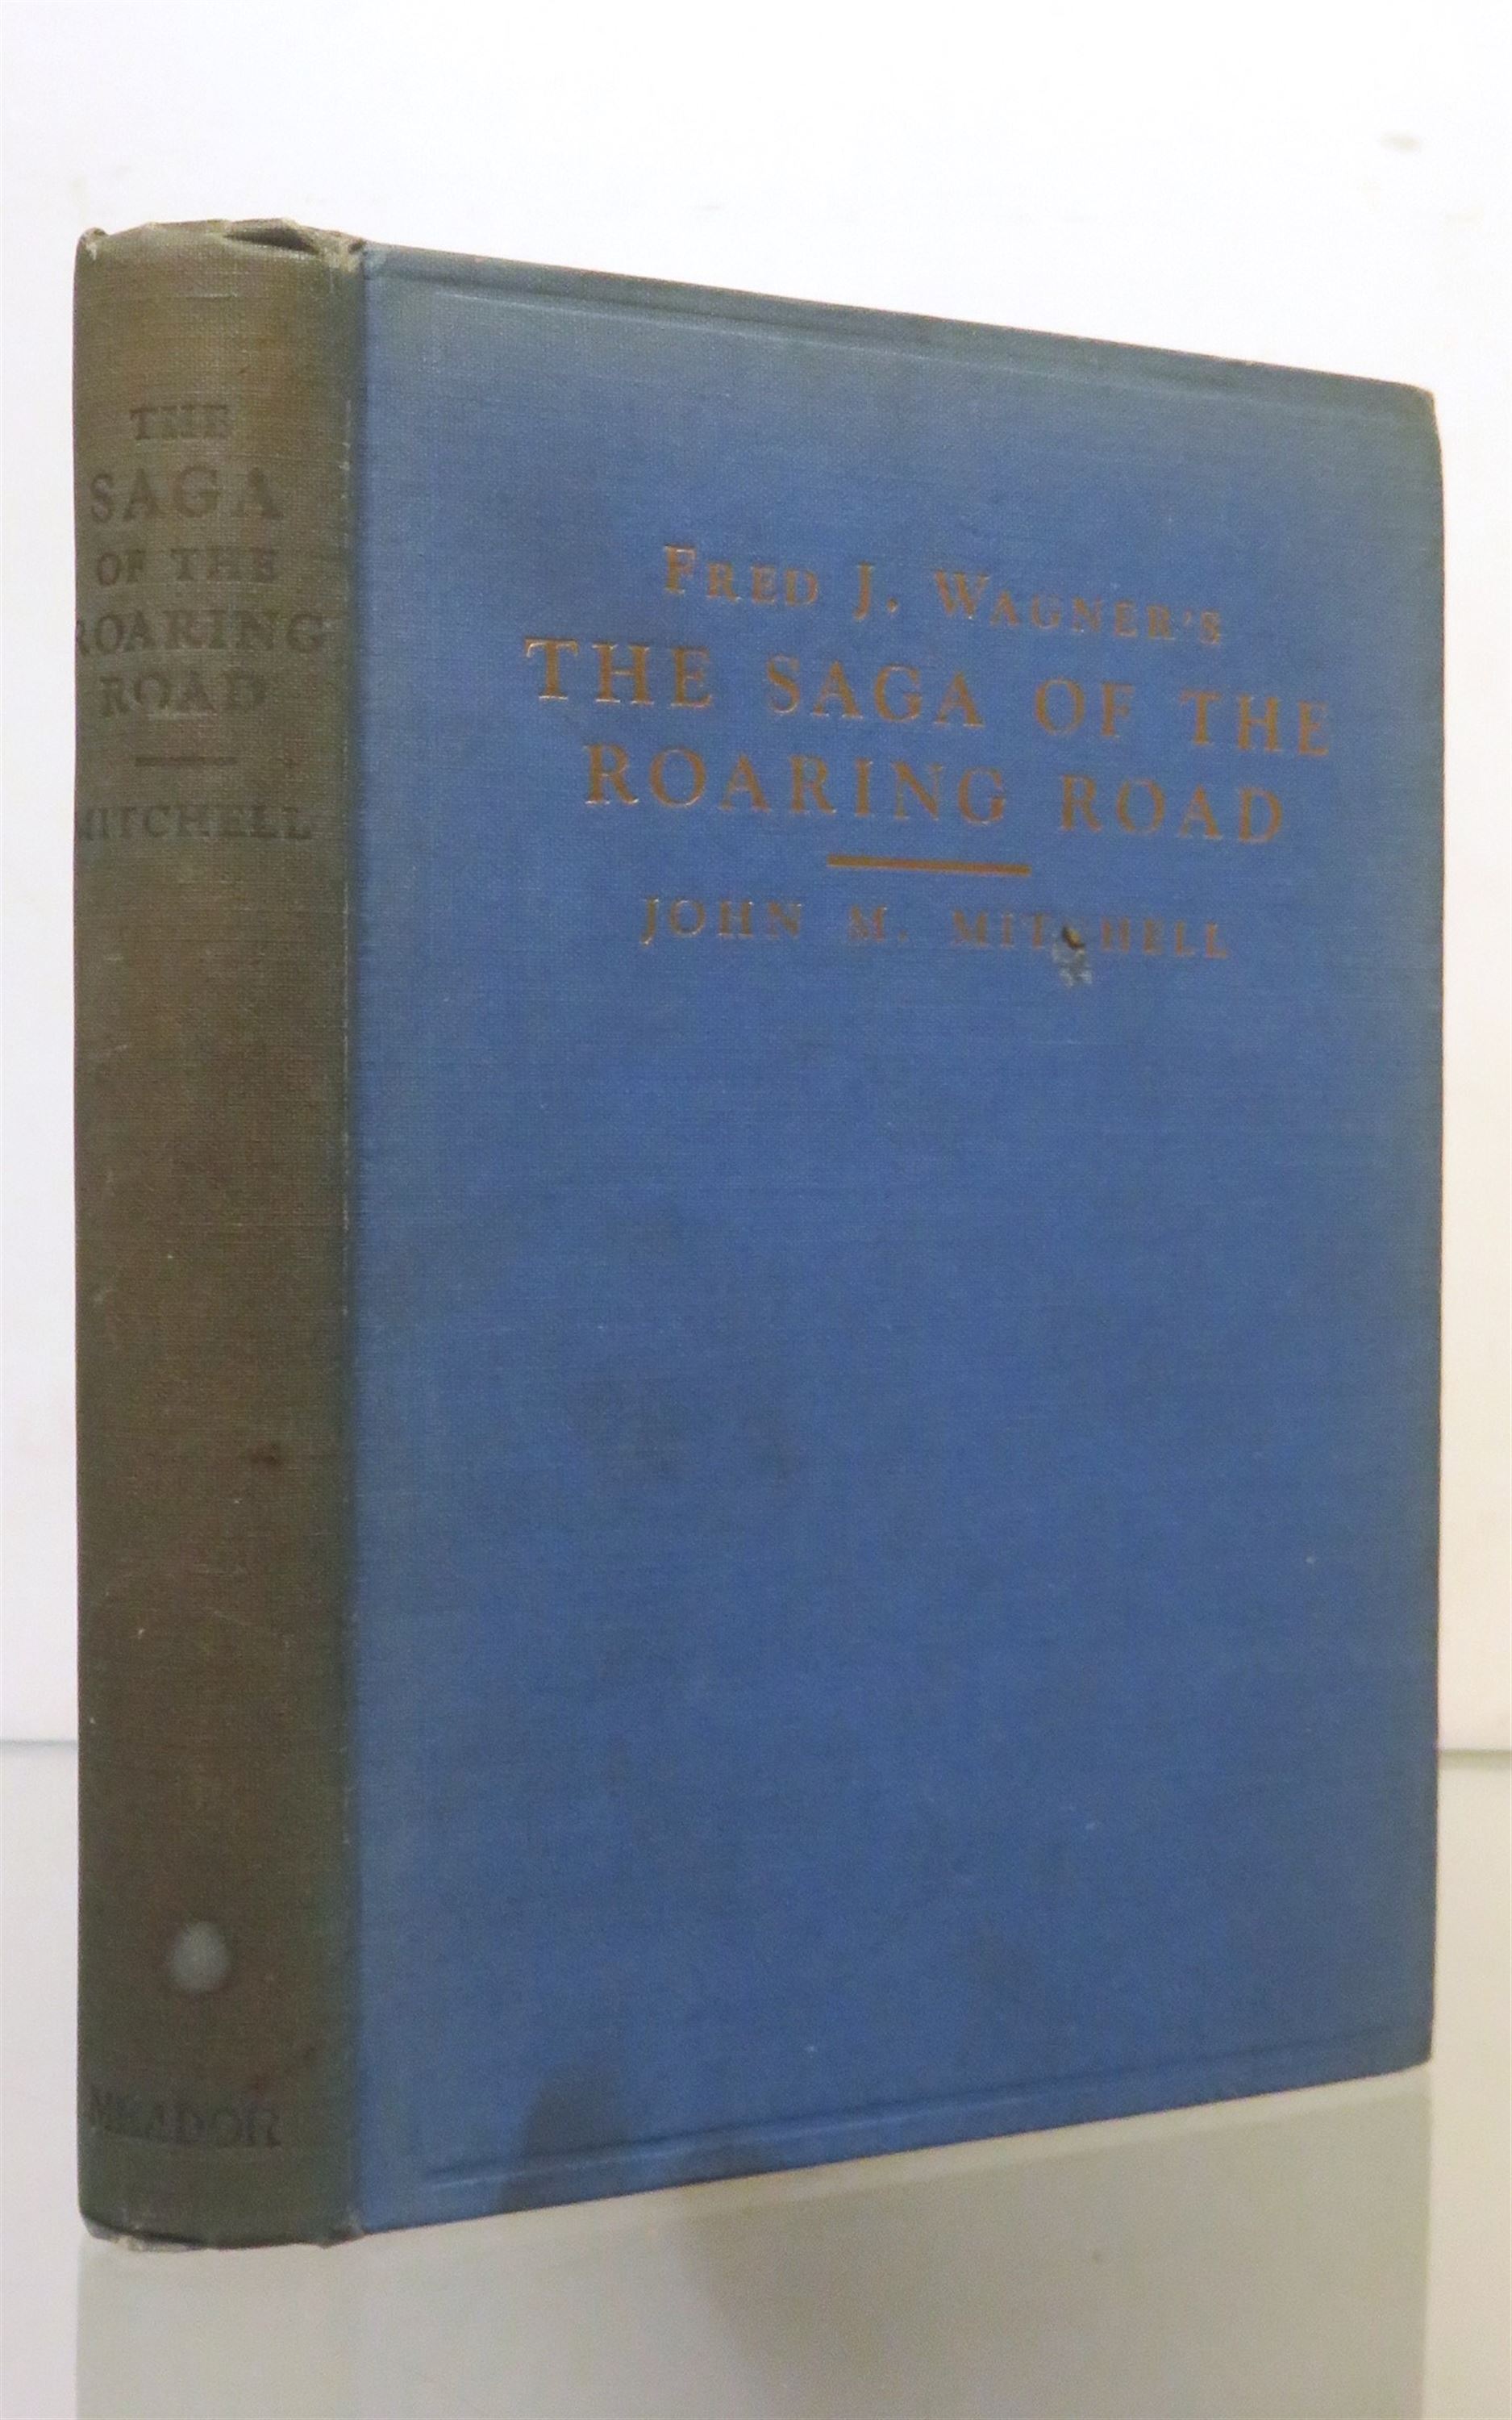 THE
SAGA
OF THE
ROARING
ROAD
MITCHELL
MEADOR
FRED J. WAGNER'S
THE SAGA OF THE
ROARING ROAD
JOHN M. MITCHELL